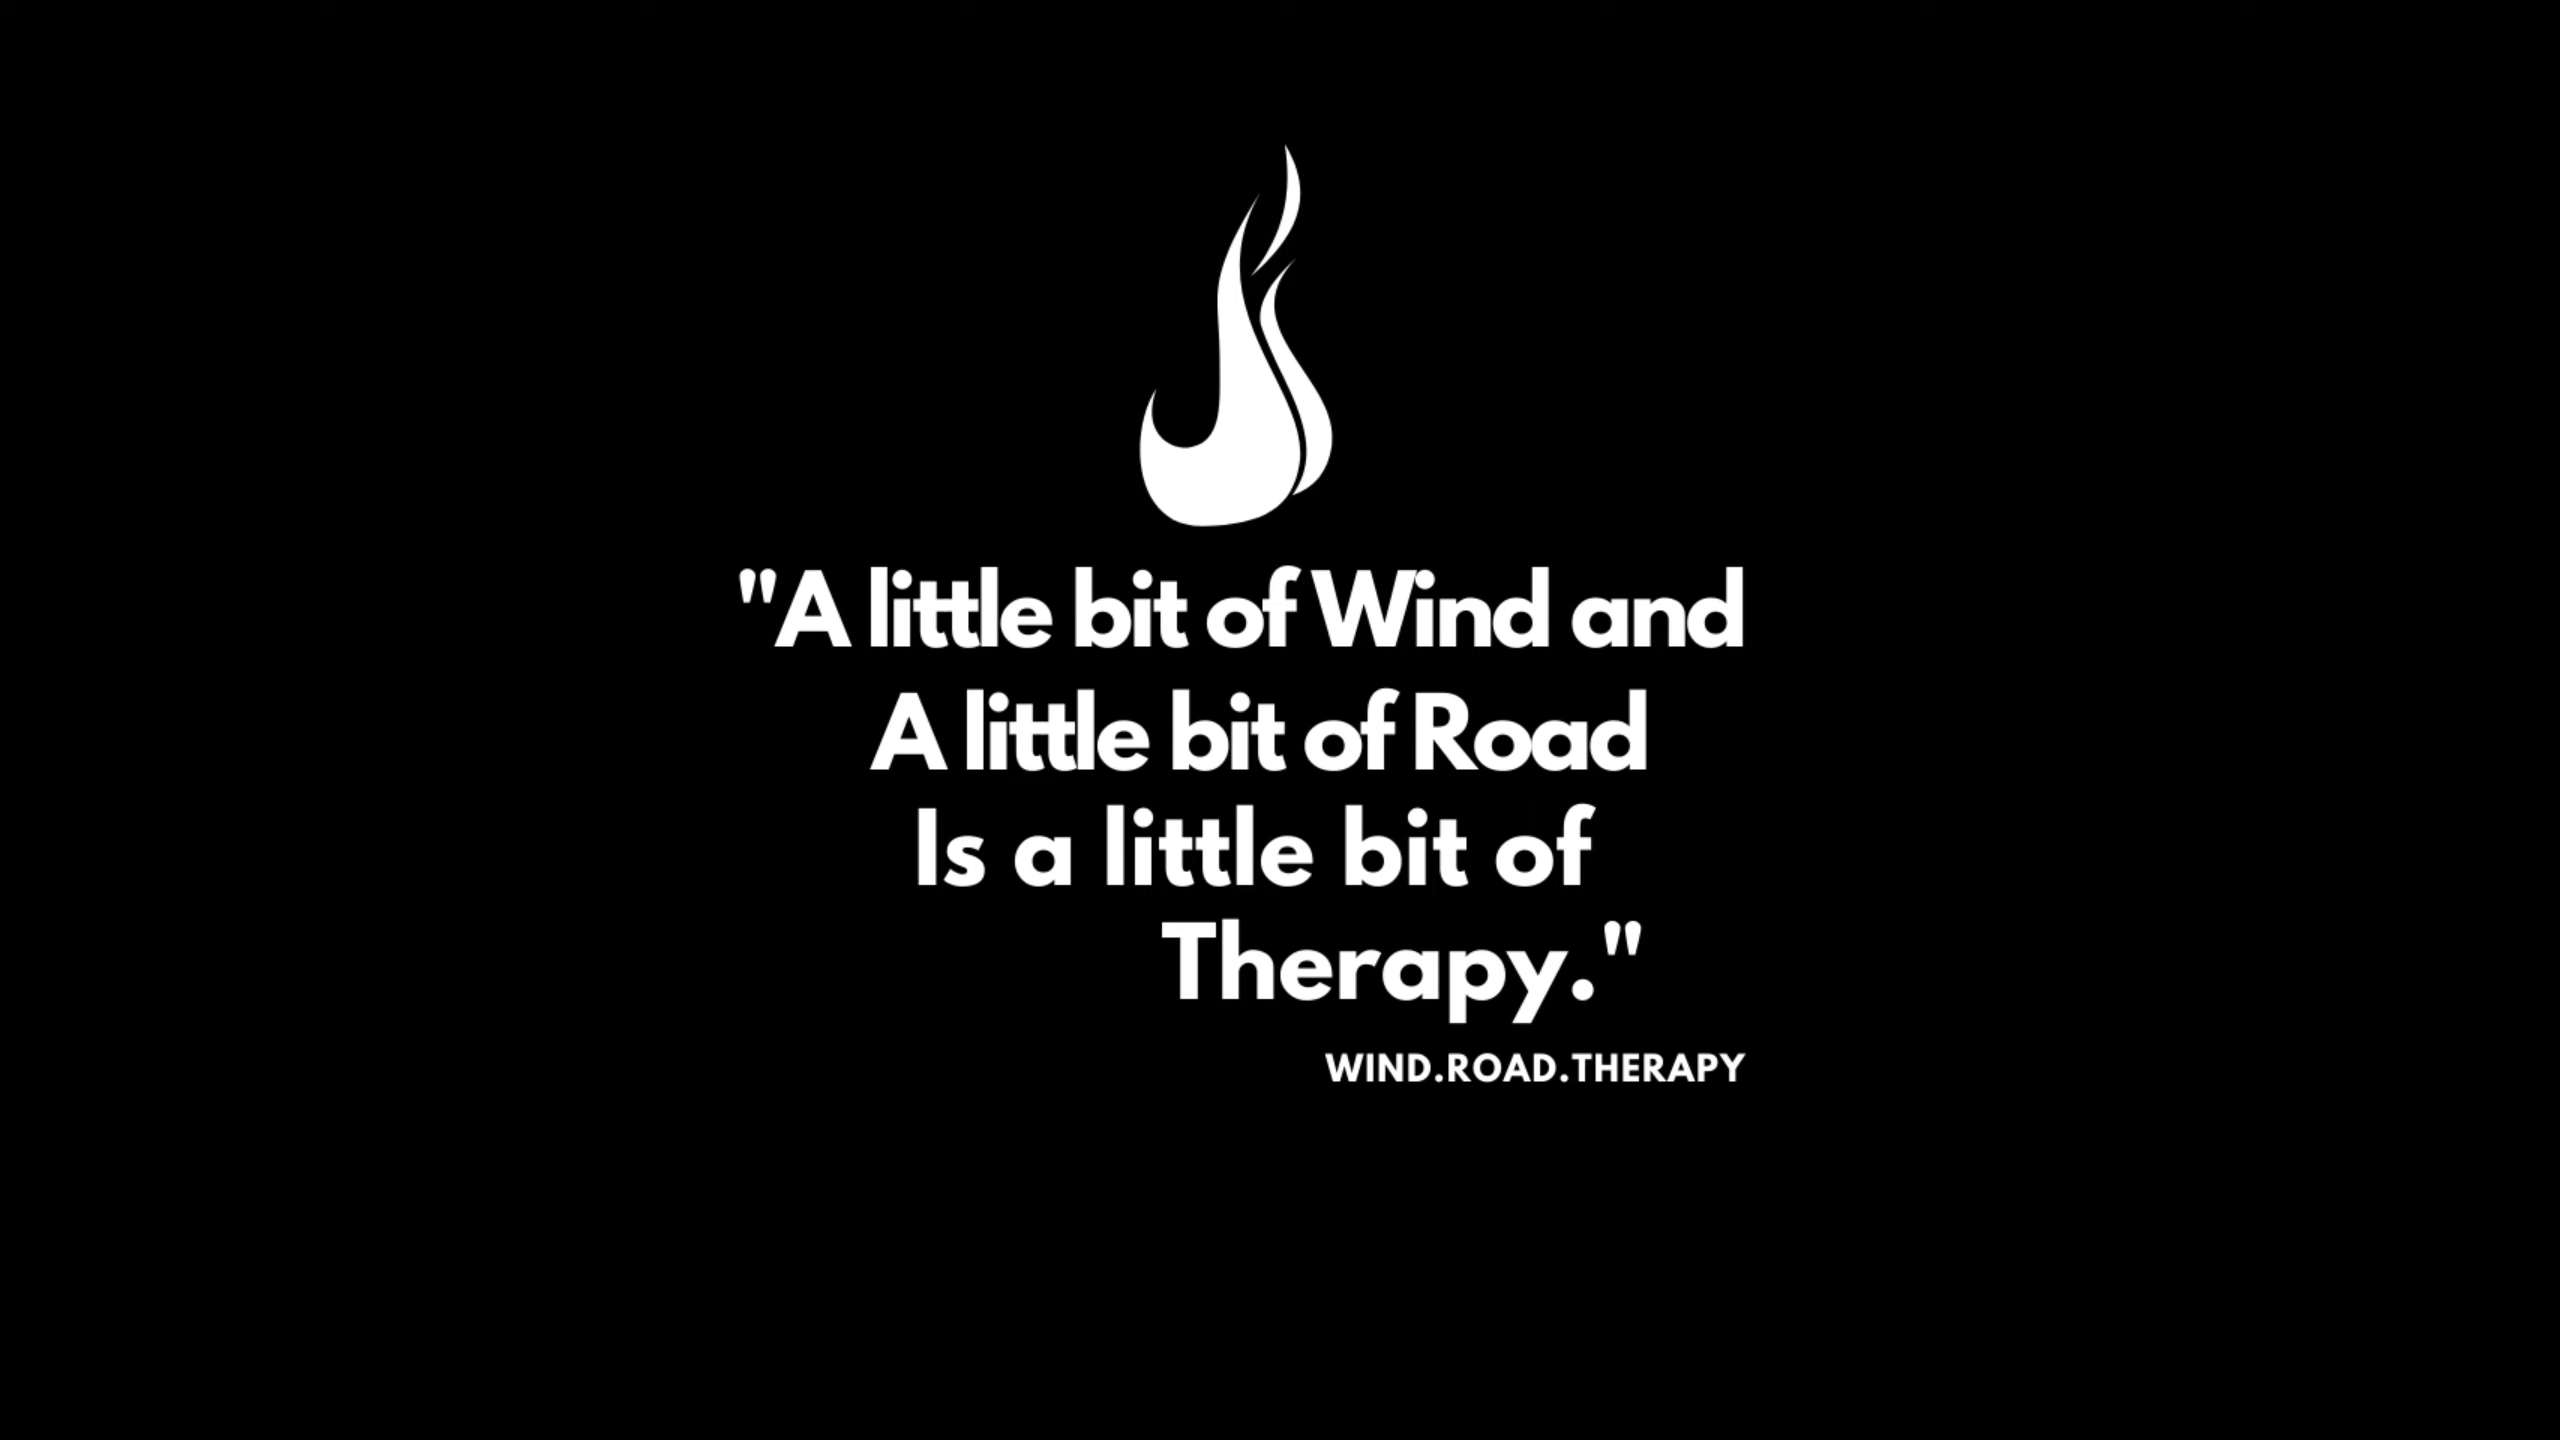 "A little bit of Wind and
A little bit of Road
Is a little bit of
Therapy."
WIND.ROAD.THERAPY